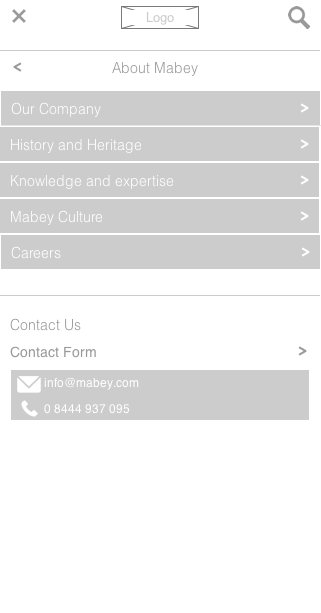 Logo
About Mabey
Our Company
History and Heritage
Knowledge and expertise
Mabey Culture
Careers
Contact Us
Contact Form
info@mabey.com
0 8444 937 095